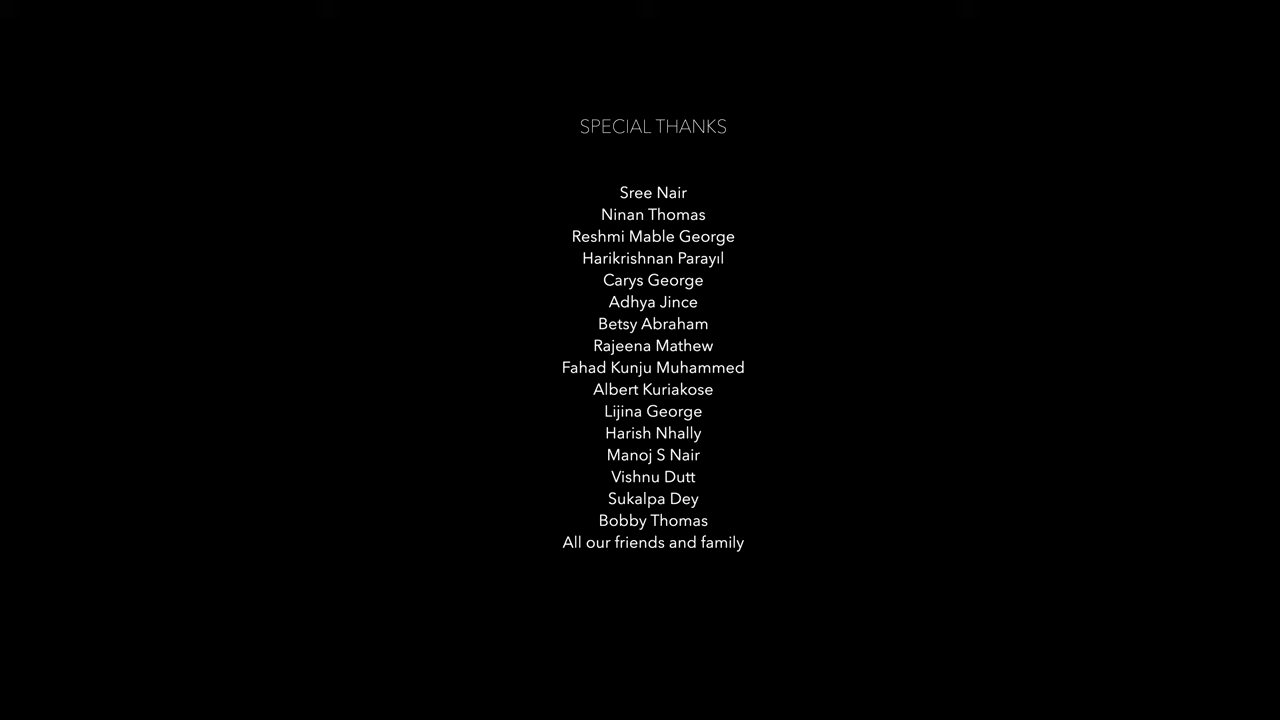 SPECIAL THANKS
Sree Nair
Ninan Thomas
Reshmi Mable George
Harikrishnan Parayıl
Carys George
Adhya Jince
Betsy Abraham
Rajeena Mathew
Fahad Kunju Muhammed
Albert Kuriakose
Lijina George
Harish Nhally
Manoj S Nair
Vishnu Dutt
Sukalpa Dey
Bobby Thomas
All our friends and family